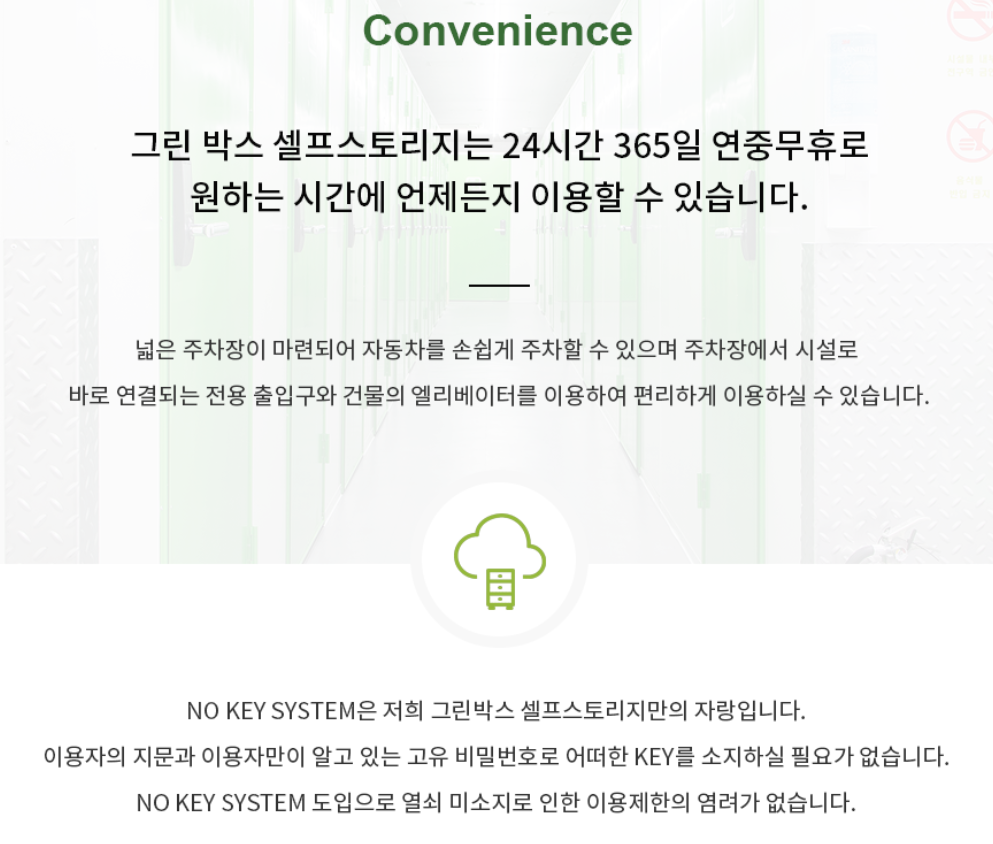 Convenience
그린 박스 셀프스토리지는 24시간 365일 연중무휴로
원하는 시간에 언제든지 이용할 수 있습니다.
넓은 주차장이 마련되어 자동차를 손쉽게 주차할 수 있으며 주차장에서 시설로
바로 연결되는 전용 출입구와 건물의 엘리베이터를 이용하여 편리하게 이용하실 수 있습니다.
NO KEY SYSTEM은 저희 그린박스 셀프스토리지만의 자랑입니다.
이용자의 지문과 이용자만이 알고 있는 고유 비밀번호로 어떠한 KEY를 소지하실 필요가 없습니다.
NO KEY SYSTEM 도입으로 열쇠 미소지로 인한 이용제한의 염려가 없습니다.